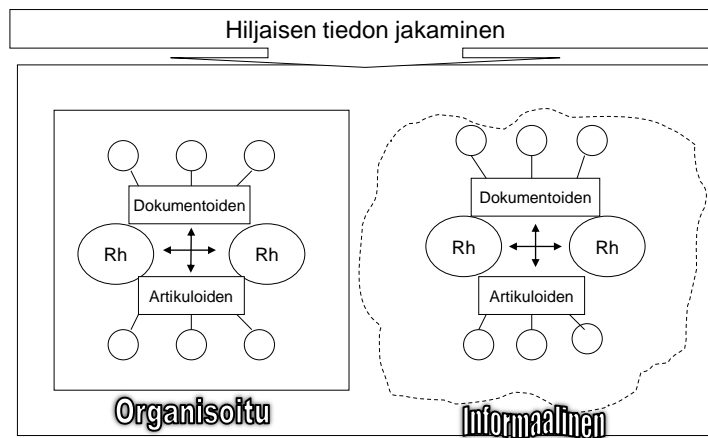 Hiljaisen tiedon jakaminen
Dokumentoiden
Rh
Rh
Artikuloiden
Organisoitu
Dokumentoiden
Rh
Rh
Artikuloiden
Informaalinen